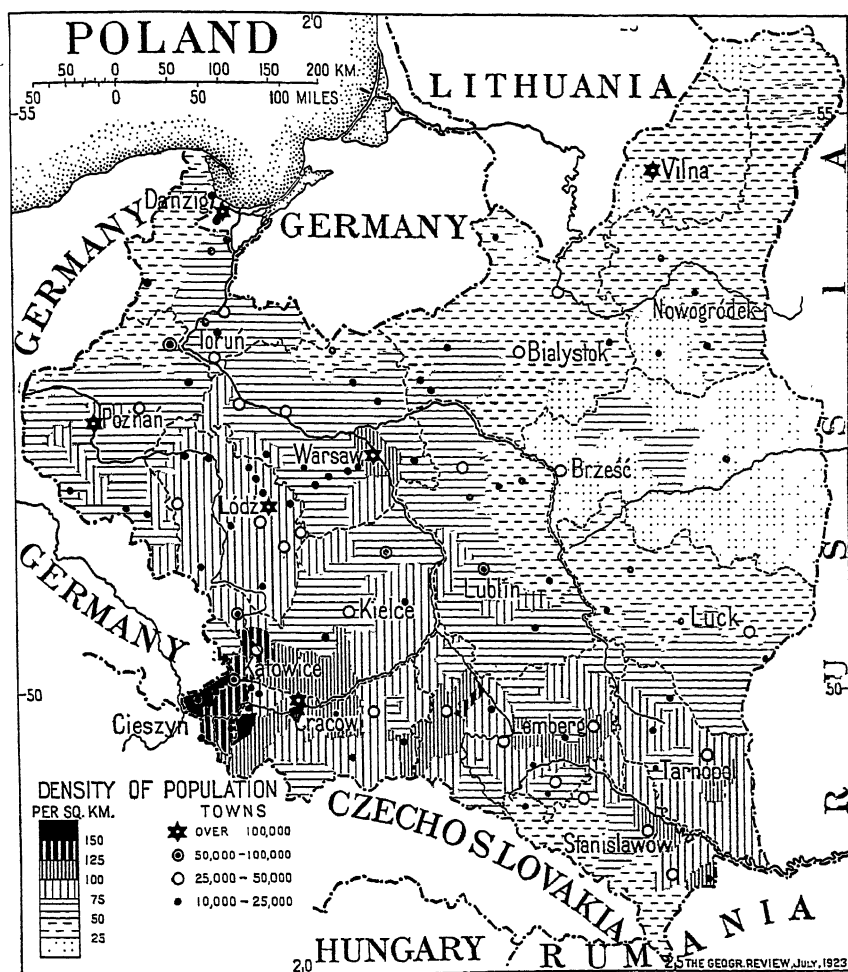 POLAND
50 0 50 100 150 200 KM.
50 0 50 100 MILES
20
25
55
55
LITHUANIA
Vilna
Danzig
GERMANY
GERMANY
Nowogródek
Toruń
Bialystok
Poznań
Warsaw
Brześć
Lódz
GERMANY
Lublin
Kielce
Luck
Katowice
50
50
Cieszyn
Cracow
Lemberg
Tarnopol
RUSSIA
DENSITY OF POPULATION
PER SQ. KM.
150
125
100
75
50
25
TOWNS
OVER 100,000
50,000-100,000
25,000-50,000
10,000-25,000
CZECHOSLOVAKIA
Stanislawów
HUNGARY
RUMANIA
20
25
THE GEOGR. REVIEW, JULY, 1923